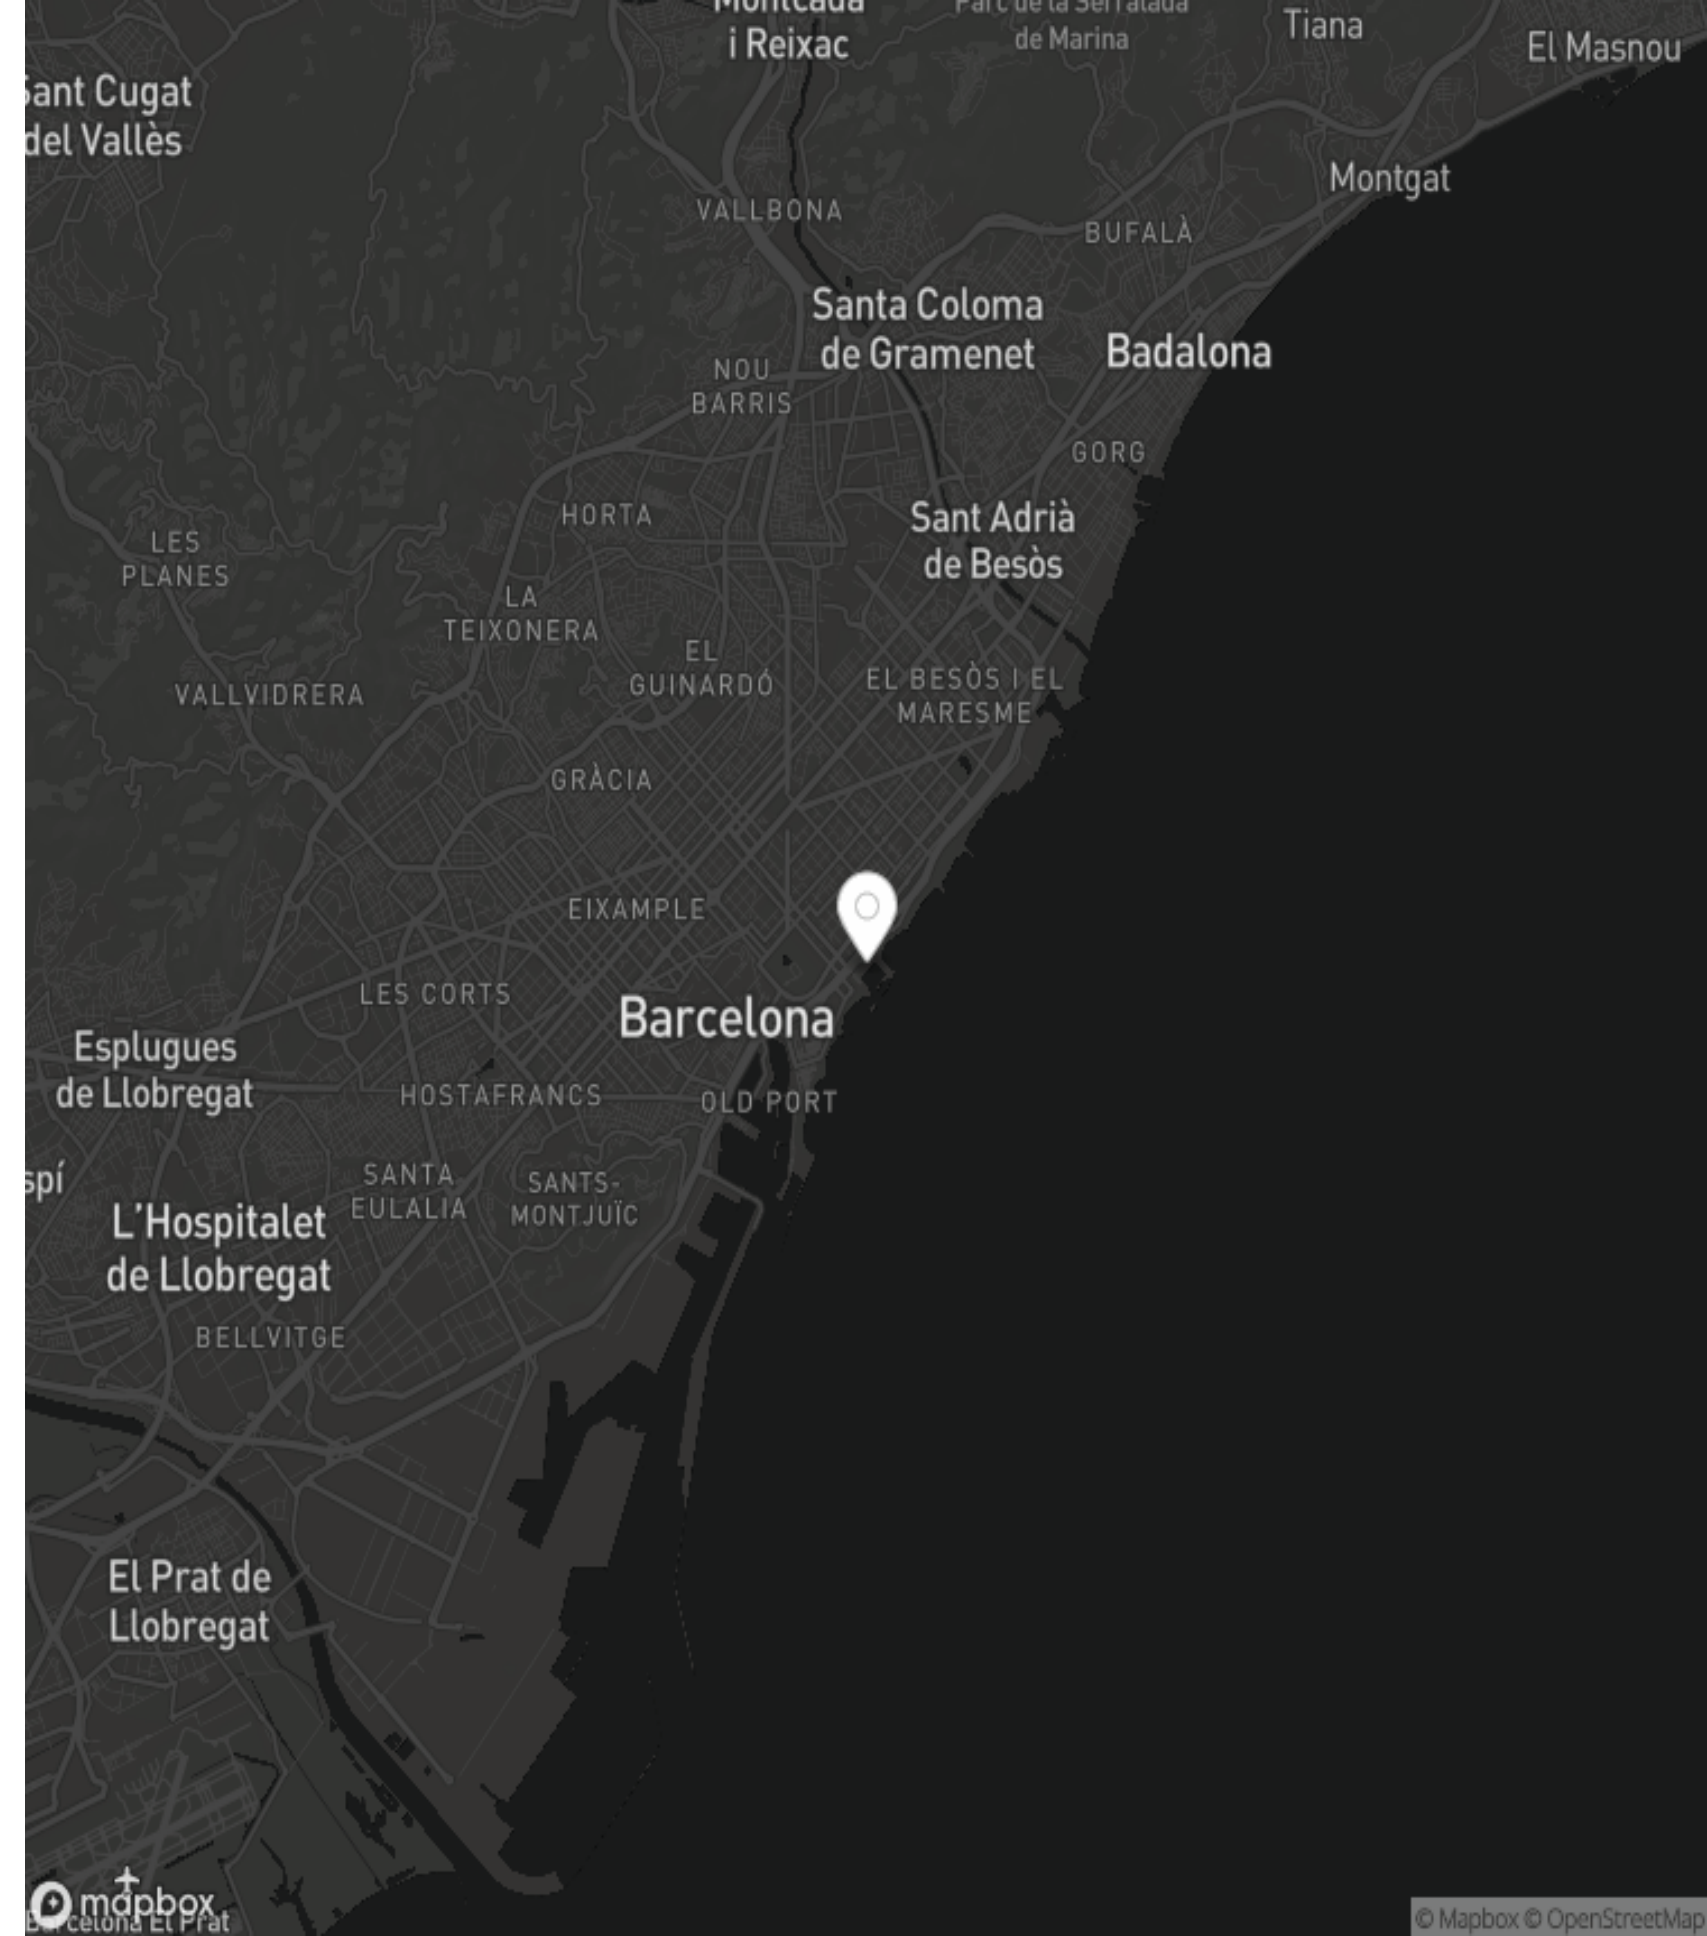 Montcada
i Reixac
Parc de la Serralada
de Marina
Tiana
El Masnou
Sant Cugat
del Vallès
Montgat
VALLBONA
BUFALÀ
Santa Coloma
de Gramenet
Badalona
NOU
BARRIS
GORG
HORTA
Sant Adrià
de Besòs
LES
PLANES
LA
TEIXONERA
EL
GUINARDÓ
EL BESÒS I EL
MARESME
VALLVIDRERA
GRÀCIA
EIXAMPLE
LES CORTS
Barcelona
Esplugues
de Llobregat
HOSTAFRANCS
OLD PORT
spí
SANTA
EULALIA
SANTS-
MONTJUÏC
L'Hospitalet
de Llobregat
BELLVITGE
El Prat de
Llobregat
mapbox
Barcelona El Prat
© Mapbox © OpenStreetMap